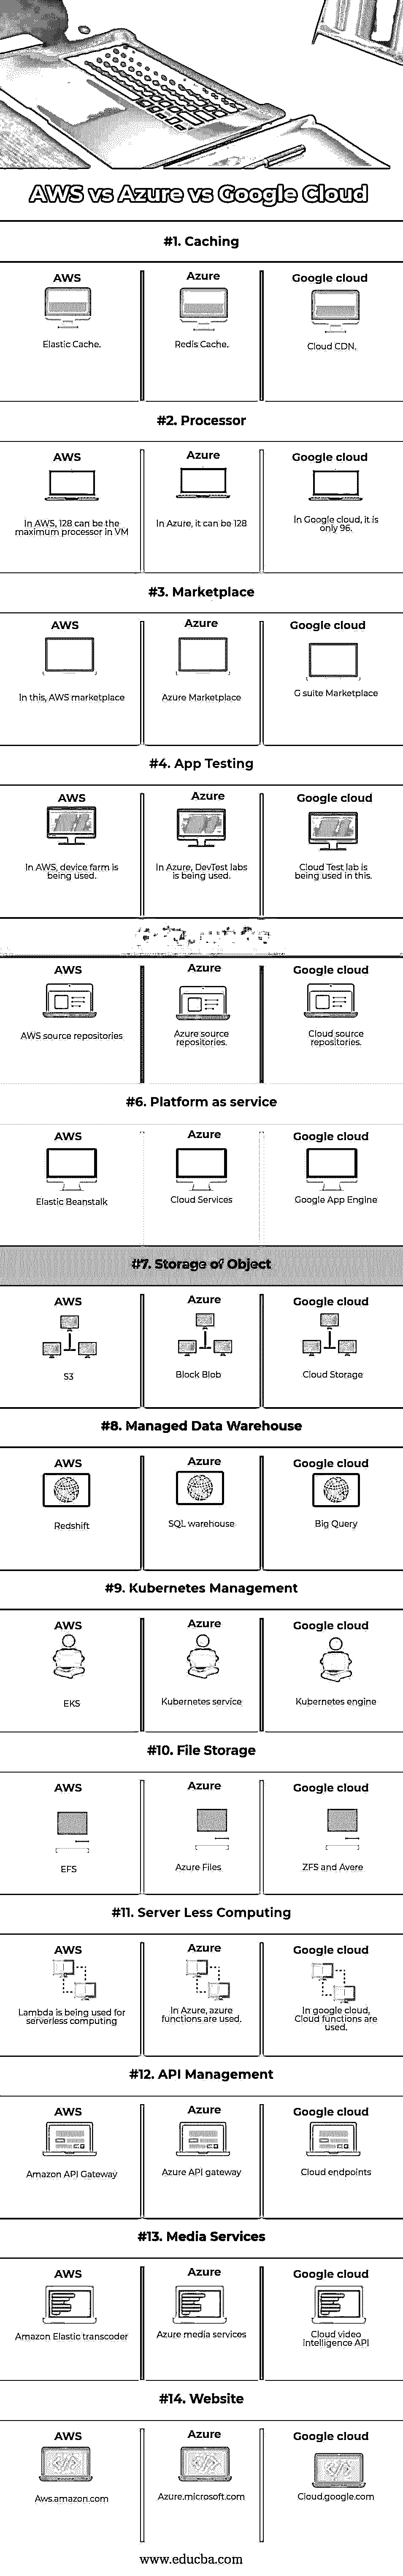 AWS vs Azure vs Google Cloud
#1. Caching
AWS
Azure
Google cloud
Elastic Cache.
Redis Cache.
Cloud CDN.
#2. Processor
AWS
Azure
Google cloud
In AWS, 128 can be the
maximum processor in VM
In Azure, it can be 128
In Google cloud, it is
only 96.
#3. Marketplace
AWS
Azure
Google cloud
In this, AWS marketplace
Azure Marketplace
G suite Marketplace
#4. App Testing
AWS
Azure
Google cloud
In AWS, device farm is
being used.
In Azure, DevTest labs
is being used.
Cloud Test lab is
being used in this.
AWS
Azure
Google cloud
AWS source repositories
Azure source
repositories.
Cloud source
repositories.
#6. Platform as service
AWS
Azure
Google cloud
Elastic Beanstalk
Cloud Services
Google App Engine
#7. Storage of Object
AWS
Azure
Google cloud
S3
Block Blob
Cloud Storage
#8. Managed Data Warehouse
AWS
Azure
Google cloud
Redshift
SQL warehouse
Big Query
#9. Kubernetes Management
AWS
Azure
Google cloud
EKS
Kubernetes service
Kubernetes engine
#10. File Storage
AWS
Azure
Google cloud
EFS
Azure Files
ZFS and Avere
#11. Server Less Computing
AWS
Azure
Google cloud
Lambda is being used for
serverless computing
In Azure, azure
functions are used.
In google cloud,
Cloud functions are
used.
#12. API Management
AWS
Azure
Google cloud
Amazon API Gateway
Azure API gateway
Cloud endpoints
#13. Media Services
AWS
Azure
Google cloud
Amazon Elastic transcoder
Azure media services
Cloud video
intelligence API
#14. Website
AWS
Azure
Google cloud
Aws.amazon.com
Azure.microsoft.com
Cloud.google.com
www.educba.com